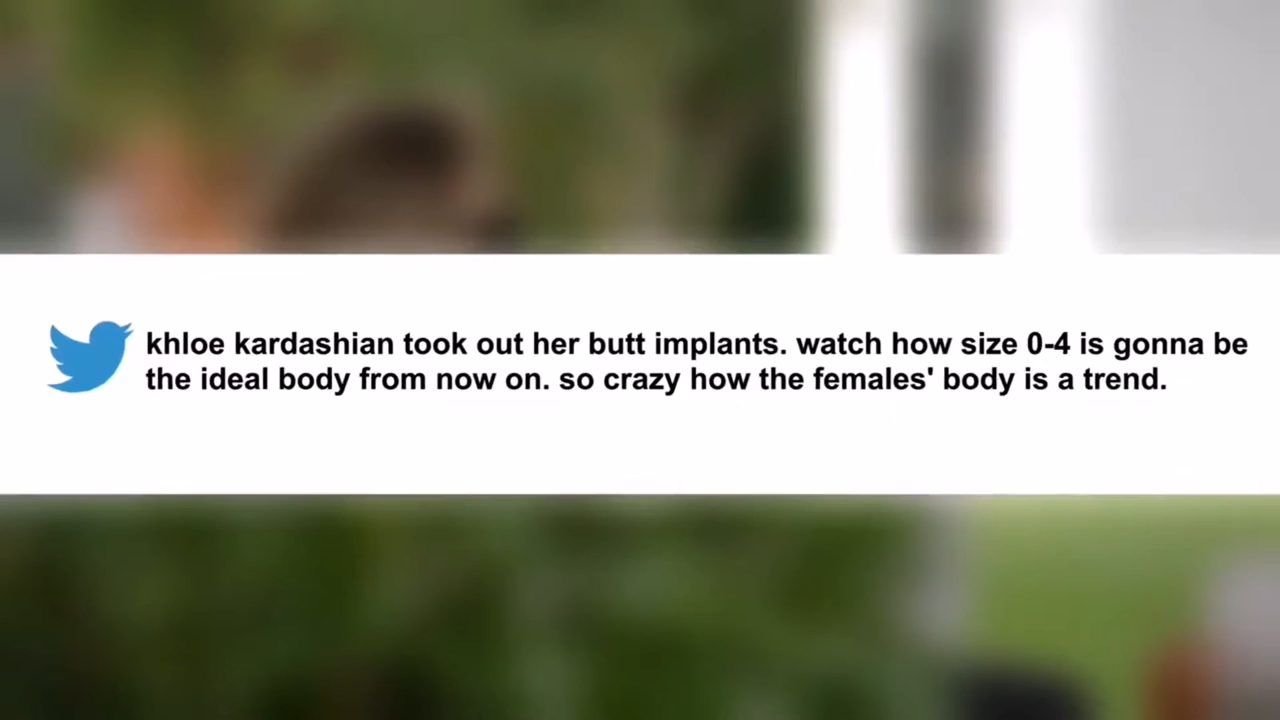 khloe kardashian took out her butt implants. watch how size 0-4 is gonna be
the ideal body from now on. so crazy how the females' body is a trend.